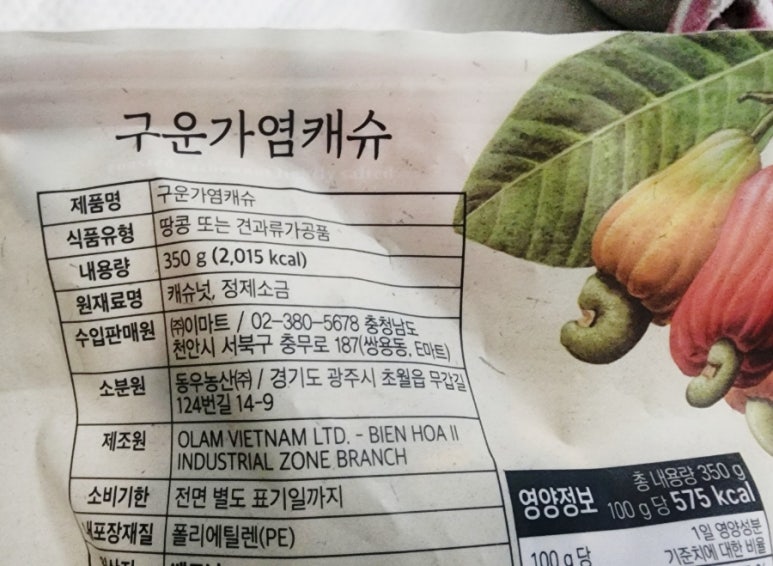 구운가염캐슈
제품명 구운가염캐슈
식품유형 땅콩 또는 견과류가공품
내용량 350 g (2,015 kcal)
원재료명 캐슈넛, 정제소금
수입판매원 ㈜이마트 / 02-380-5678 충청남도
천안시 서북구 충무로 187(쌍용동, E마트)
소분원 동우농산㈜ / 경기도 광주시 초월읍 무갑길
124번길 14-9
제조원 OLAM VIETNAM LTD. - BIEN HOA II
INDUSTRIAL ZONE BRANCH
소비기한 전면 별도 표기일까지
내포장재질 폴리에틸렌(PE)
영양정보 총 내용량 350 g
100 g 당 575 kcal
100 g 당 1일 영양성분
기준치에 대한 비율